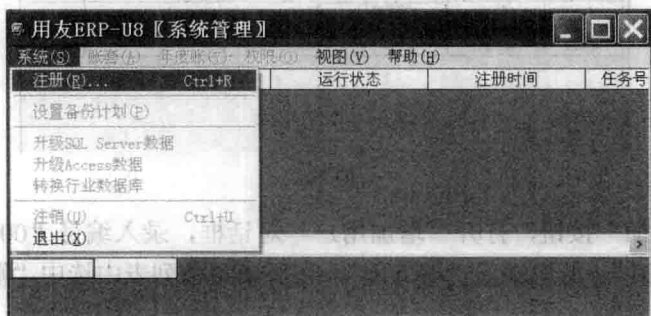 用友ERP-U8〖系统管理〗
系统(S) 账套(A) 年度账(Y) 权限(O) 视图(V) 帮助(H)
注册(R)... Ctrl+R 运行状态 注册时间 任务号
设置备份计划(P)
升级SQL Server数据
升级Access数据
转换行业数据库
注销(U) Ctrl+U
退出(X)